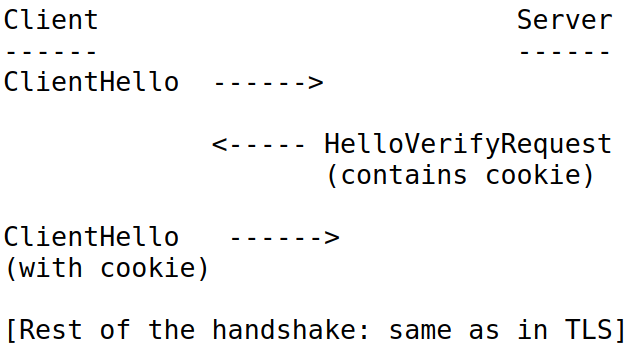 Client                         Server
------                         ------
ClientHello  ------>
<----- HelloVerifyRequest
(contains cookie)
ClientHello   ------>
(with cookie)
[Rest of the handshake: same as in TLS]